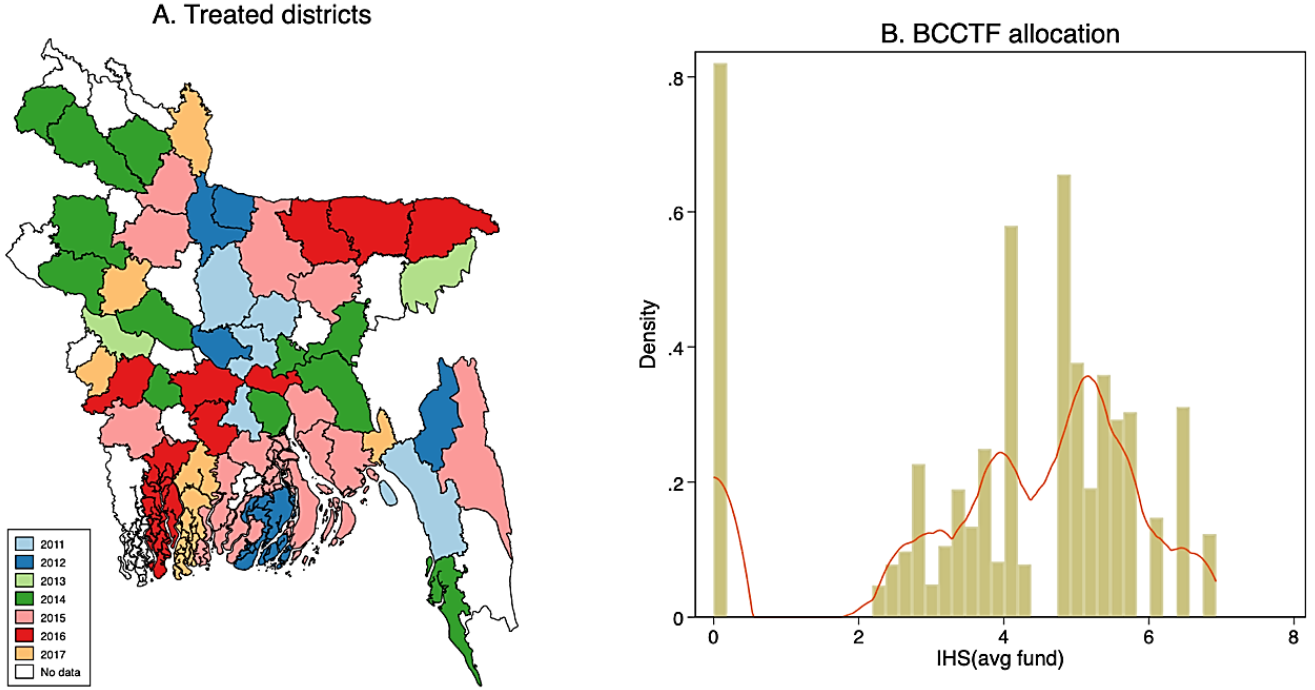 A. Treated districts
2011
2012
2013
2014
2015
2016
2017
No data
B. BCCTF allocation
Density
.8
.6
.4
.2
0
0 2 4 6 8
IHS(avg fund)